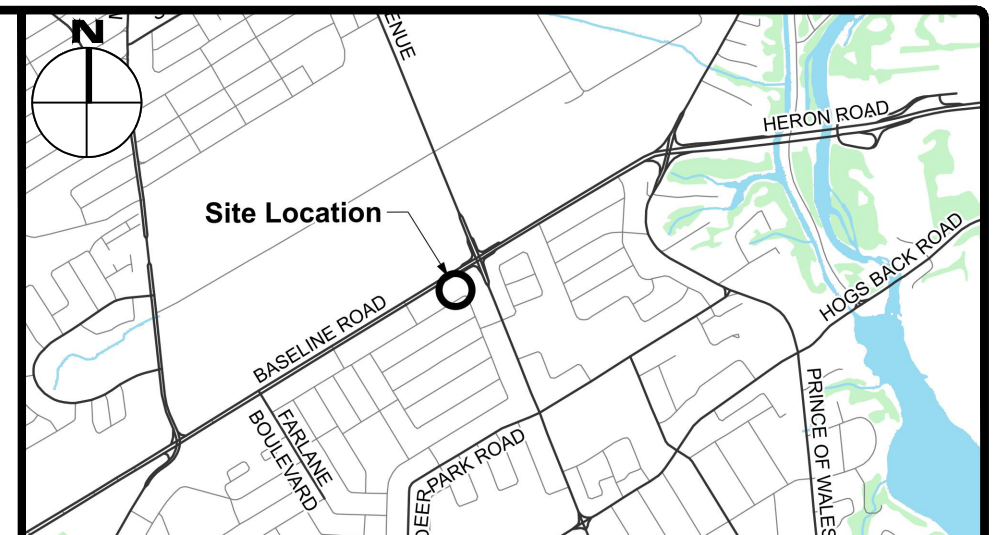 N
ENUE
HERON ROAD
Site Location
HOGS BACK ROAD
BASELINE ROAD
FARLANE
BOULEVARD
PRINCE OF WALES
DEER PARK ROAD